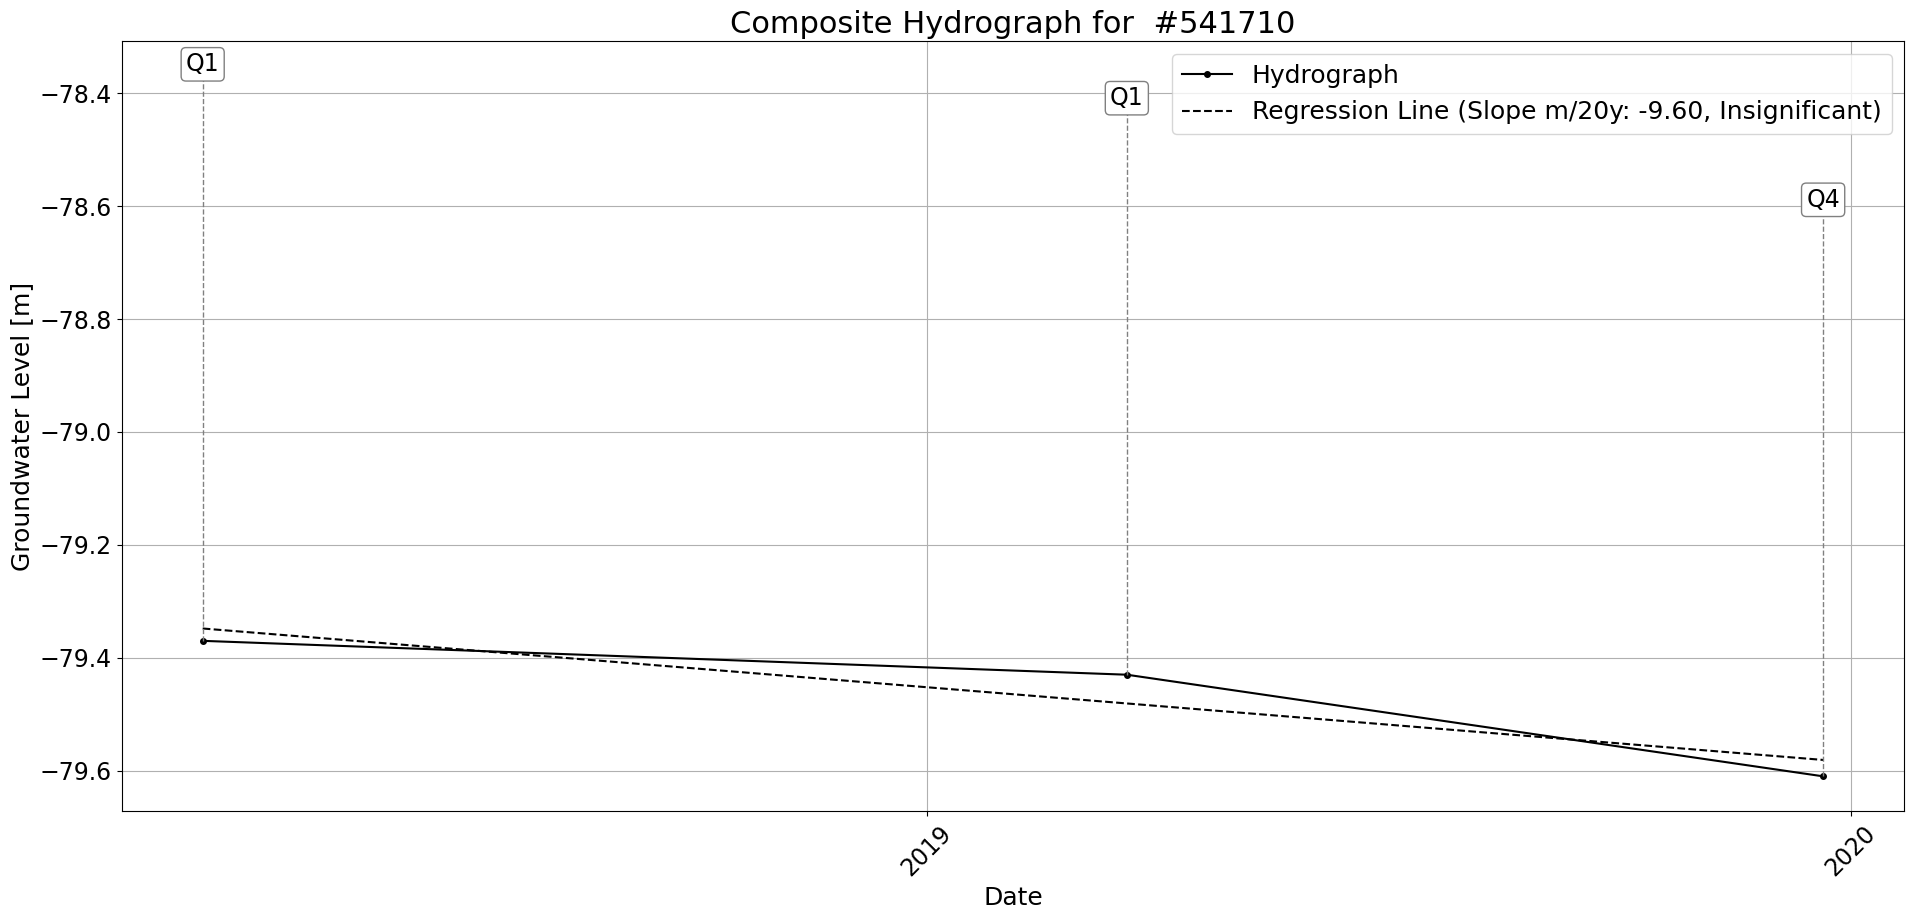 Composite Hydrograph for  #541710
Q1
Q1
Q4
Hydrograph
Regression Line (Slope m/20y: -9.60, Insignificant)
Groundwater Level [m]
−78.4
−78.6
−78.8
−79.0
−79.2
−79.4
−79.6
2019
2020
Date